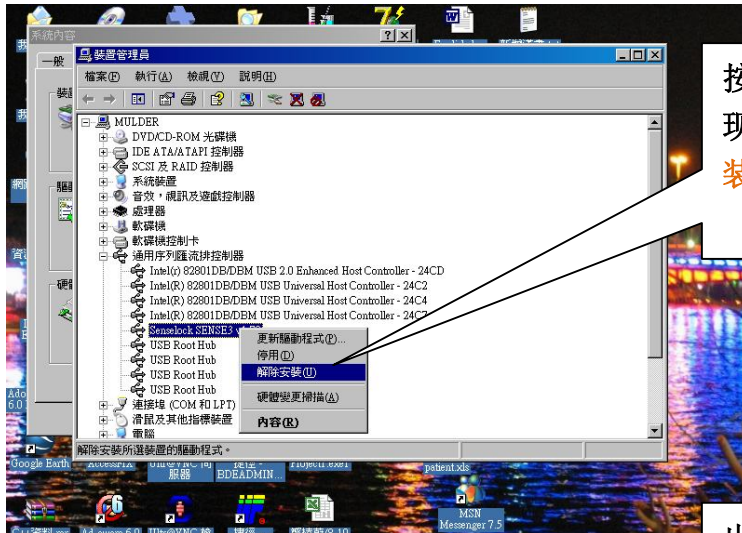 系統內容
? X
一般
裝置管理員
檔案(F) 執行(A) 檢視(V) 說明(H)
MULDER
DVD/CD-ROM 光碟機
IDE ATA/ATAPI 控制器
SCSI 及 RAID 控制器
系統裝置
音效，視訊及遊戲控制器
處理器
軟碟機
軟碟機控制卡
通用序列匯流排控制器
Intel(r) 82801DB/DBM USB 2.0 Enhanced Host Controller - 24CD
Intel(R) 82801DB/DBM USB Universal Host Controller - 24C2
Intel(R) 82801DB/DBM USB Universal Host Controller - 24C4
Intel(R) 82801DB/DBM USB Universal Host Controller - 24C7
Senselock SENSE3
USB Root Hub
USB Root Hub
USB Root Hub
USB Root Hub
連接埠 (COM 和 LPT)
滑鼠及其他指標裝置
電腦
更新驅動程式(P)...
停用(D)
解除安裝(U)
硬體變更掃描(A)
內容(R)
解除安裝所選裝置的驅動程式。
按
現
装
Google Earth
BDEADMIN...
patient.xls
MSN
Messenger 7.5